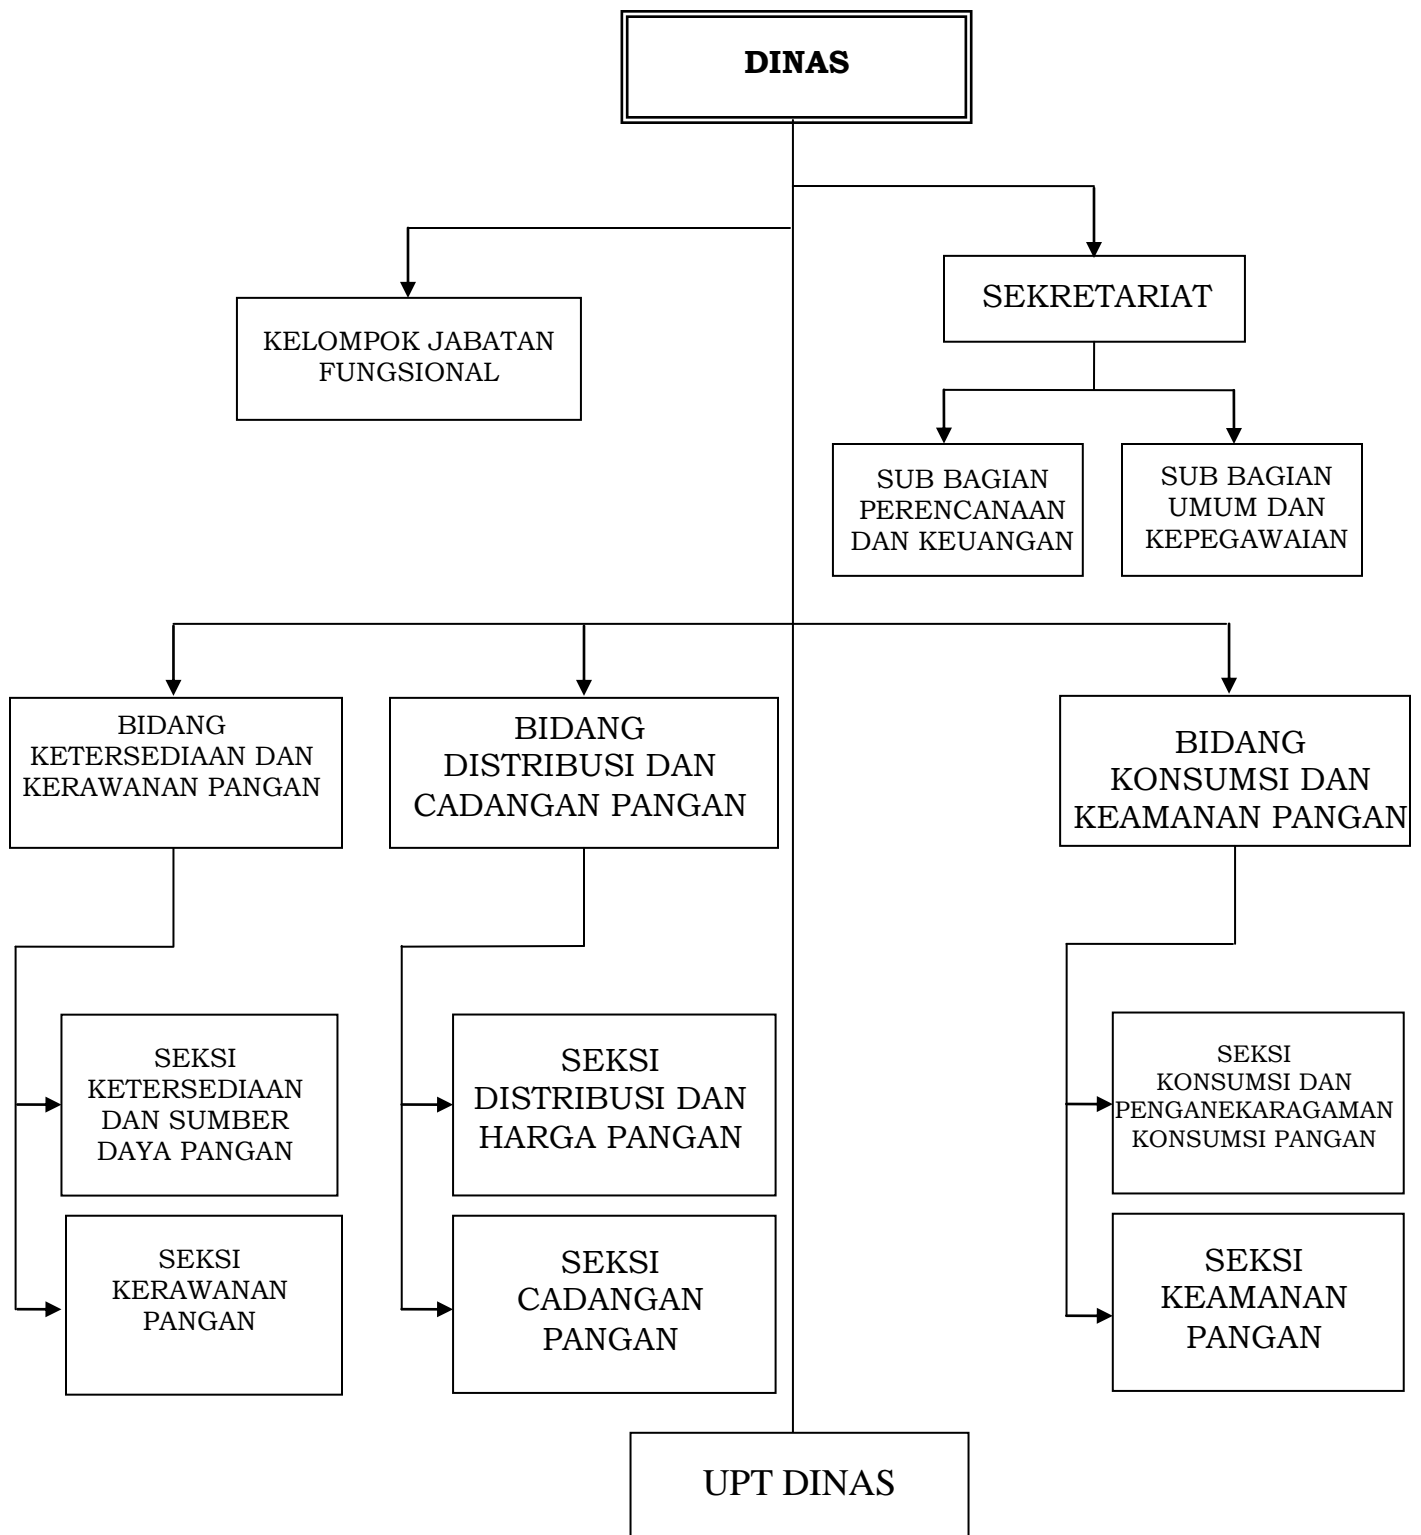 DINAS
SEKRETARIAT
KELOMPOK JABATAN
FUNGSIONAL
SUB BAGIAN
PERENCANAAN
DAN KEUANGAN
SUB BAGIAN
UMUM DAN
KEPEGAWAIAN
BIDANG
KETERSEDIAAN DAN
KERAWANAN PANGAN
BIDANG
DISTRIBUSI DAN
CADANGAN PANGAN
BIDANG
KONSUMSI DAN
KEAMANAN PANGAN
SEKSI
KETERSEDIAAN
DAN SUMBER
DAYA PANGAN
SEKSI
DISTRIBUSI DAN
HARGA PANGAN
SEKSI
KONSUMSI DAN
PENGANEKARAGAMAN
KONSUMSI PANGAN
SEKSI
KERAWANAN
PANGAN
SEKSI
CADANGAN
PANGAN
SEKSI
KEAMANAN
PANGAN
UPT DINAS